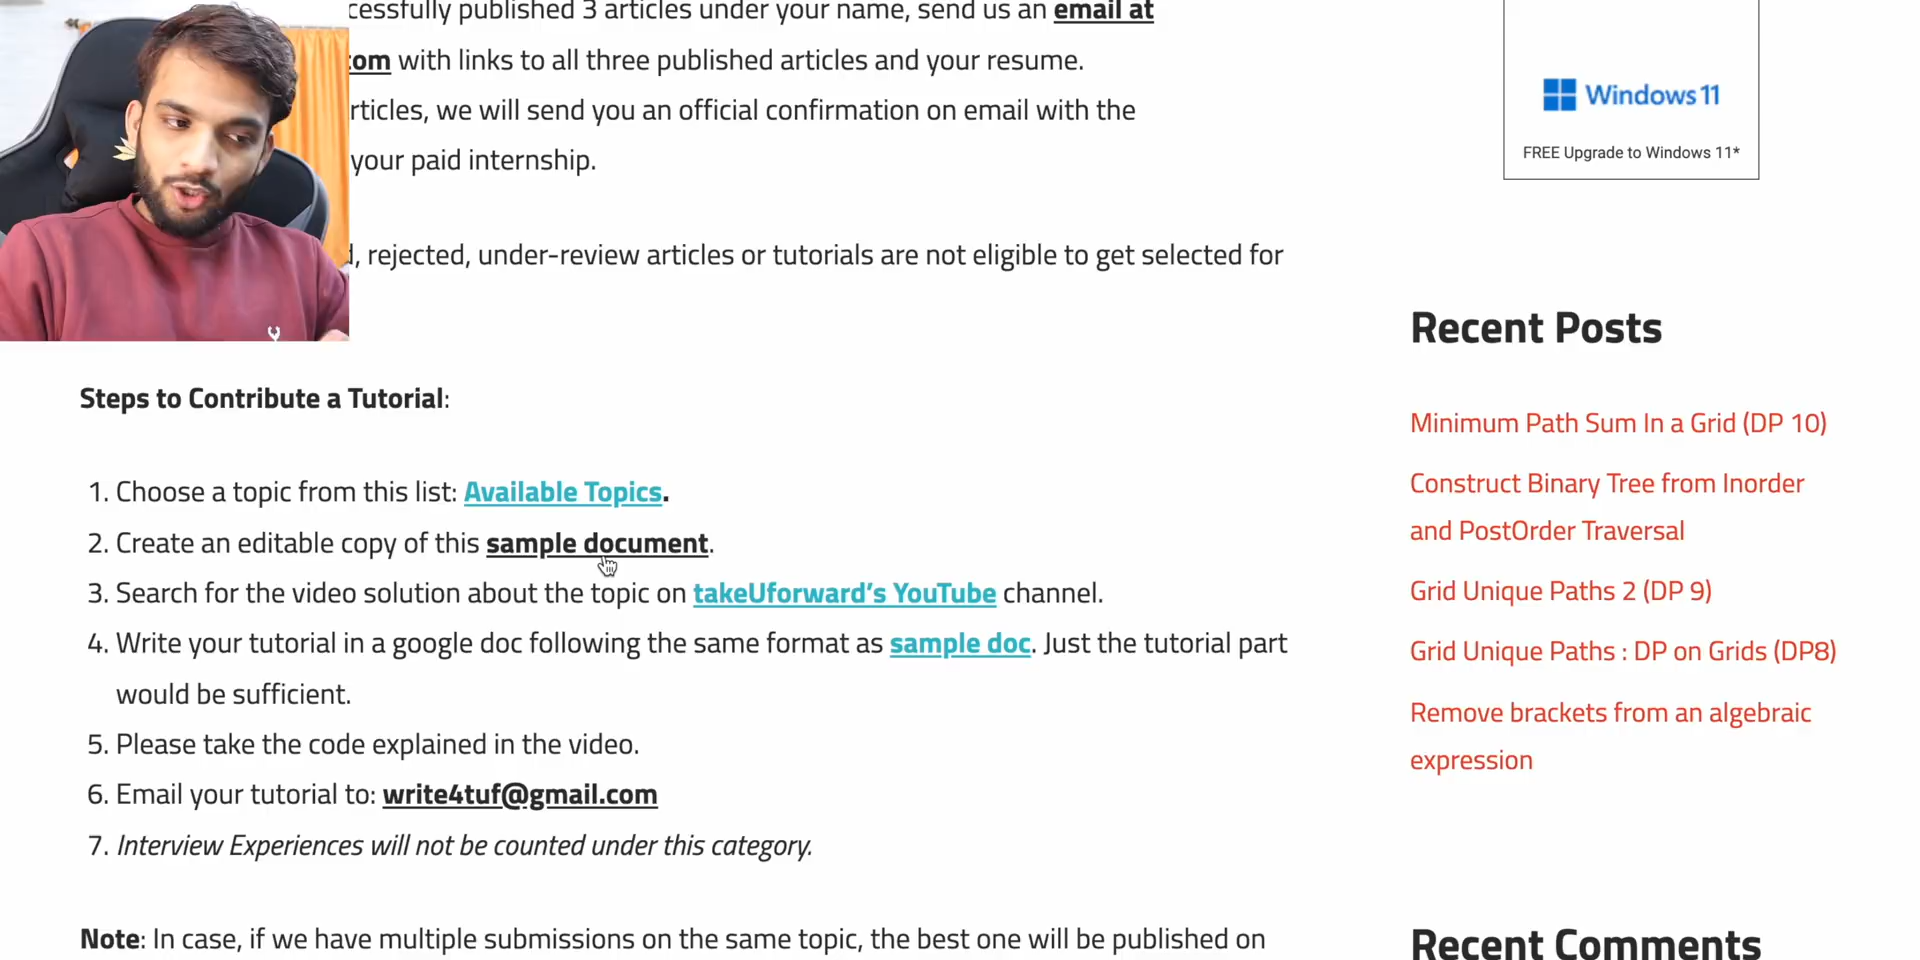 cessfully published 3 articles under your name, send us an email at
om with links to all three published articles and your resume.
rticles, we will send you an official confirmation on email with the
your paid internship.
, rejected, under-review articles or tutorials are not eligible to get selected for
Steps to Contribute a Tutorial:
1. Choose a topic from this list: Available Topics.
2. Create an editable copy of this sample document.
3. Search for the video solution about the topic on takeUforward’s YouTube channel.
4. Write your tutorial in a google doc following the same format as sample doc. Just the tutorial part
would be sufficient.
5. Please take the code explained in the video.
6. Email your tutorial to: write4tuf@gmail.com
7. Interview Experiences will not be counted under this category.
Note: In case, if we have multiple submissions on the same topic, the best one will be published on
Windows 11
FREE Upgrade to Windows 11*
Recent Posts
Minimum Path Sum In a Grid (DP 10)
Construct Binary Tree from Inorder
and PostOrder Traversal
Grid Unique Paths 2 (DP 9)
Grid Unique Paths : DP on Grids (DP8)
Remove brackets from an algebraic
expression
Recent Comments